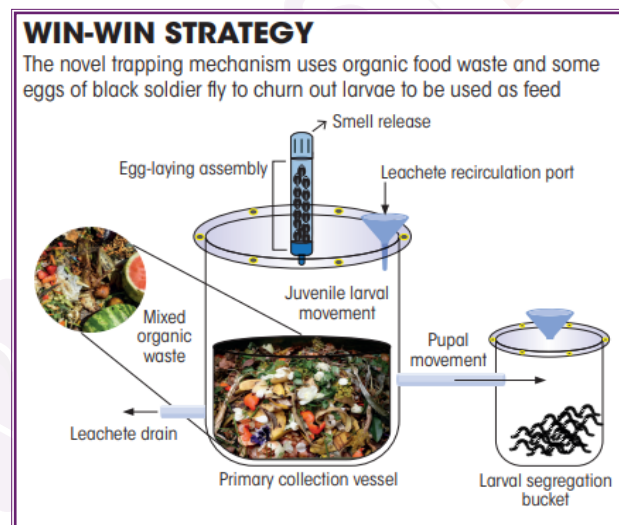 WIN-WIN STRATEGY
The novel trapping mechanism uses organic food waste and some
eggs of black soldier fly to churn out larvae to be used as feed
Smell release
Egg-laying assembly
Leachete recirculation port
Juvenile larval
movement
Mixed
organic
waste
Pupal
movement
Leachete drain
Primary collection vessel
Larval segregation
bucket